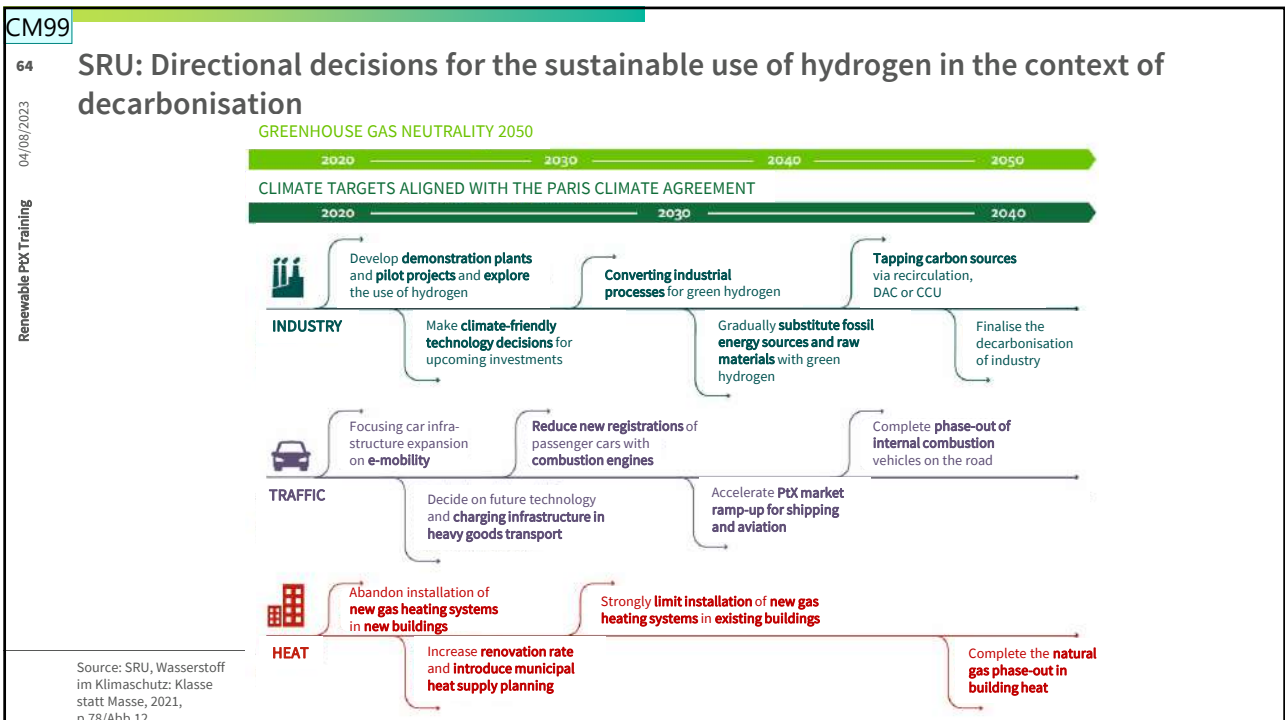 CM99
64
SRU: Directional decisions for the sustainable use of hydrogen in the context of
decarbonisation
04/08/2023
Renewable PtX Training
GREENHOUSE GAS NEUTRALITY 2050
2020 2030 2040 2050
CLIMATE TARGETS ALIGNED WITH THE PARIS CLIMATE AGREEMENT
2020 2030 2040
INDUSTRY
Develop demonstration plants
and pilot projects and explore
the use of hydrogen
Make climate-friendly
technology decisions for
upcoming investments
Converting industrial
processes for green hydrogen
Gradually substitute fossil
energy sources and raw
materials with green
hydrogen
Tapping carbon sources
via recirculation,
DAC or CCU
Finalise the
decarbonisation
of industry
TRAFFIC
Focusing car infra-
structure expansion
on e-mobility
Decide on future technology
and charging infrastructure in
heavy goods transport
Reduce new registrations of
passenger cars with
combustion engines
Accelerate PtX market
ramp-up for shipping
and aviation
Complete phase-out of
internal combustion
vehicles on the road
HEAT
Abandon installation of
new gas heating systems
in new buildings
Increase renovation rate
and introduce municipal
heat supply planning
Strongly limit installation of new gas
heating systems in existing buildings
Complete the natural
gas phase-out in
building heat
Source: SRU, Wasserstoff
im Klimaschutz: Klasse
statt Masse, 2021,
p.78/Abb 12